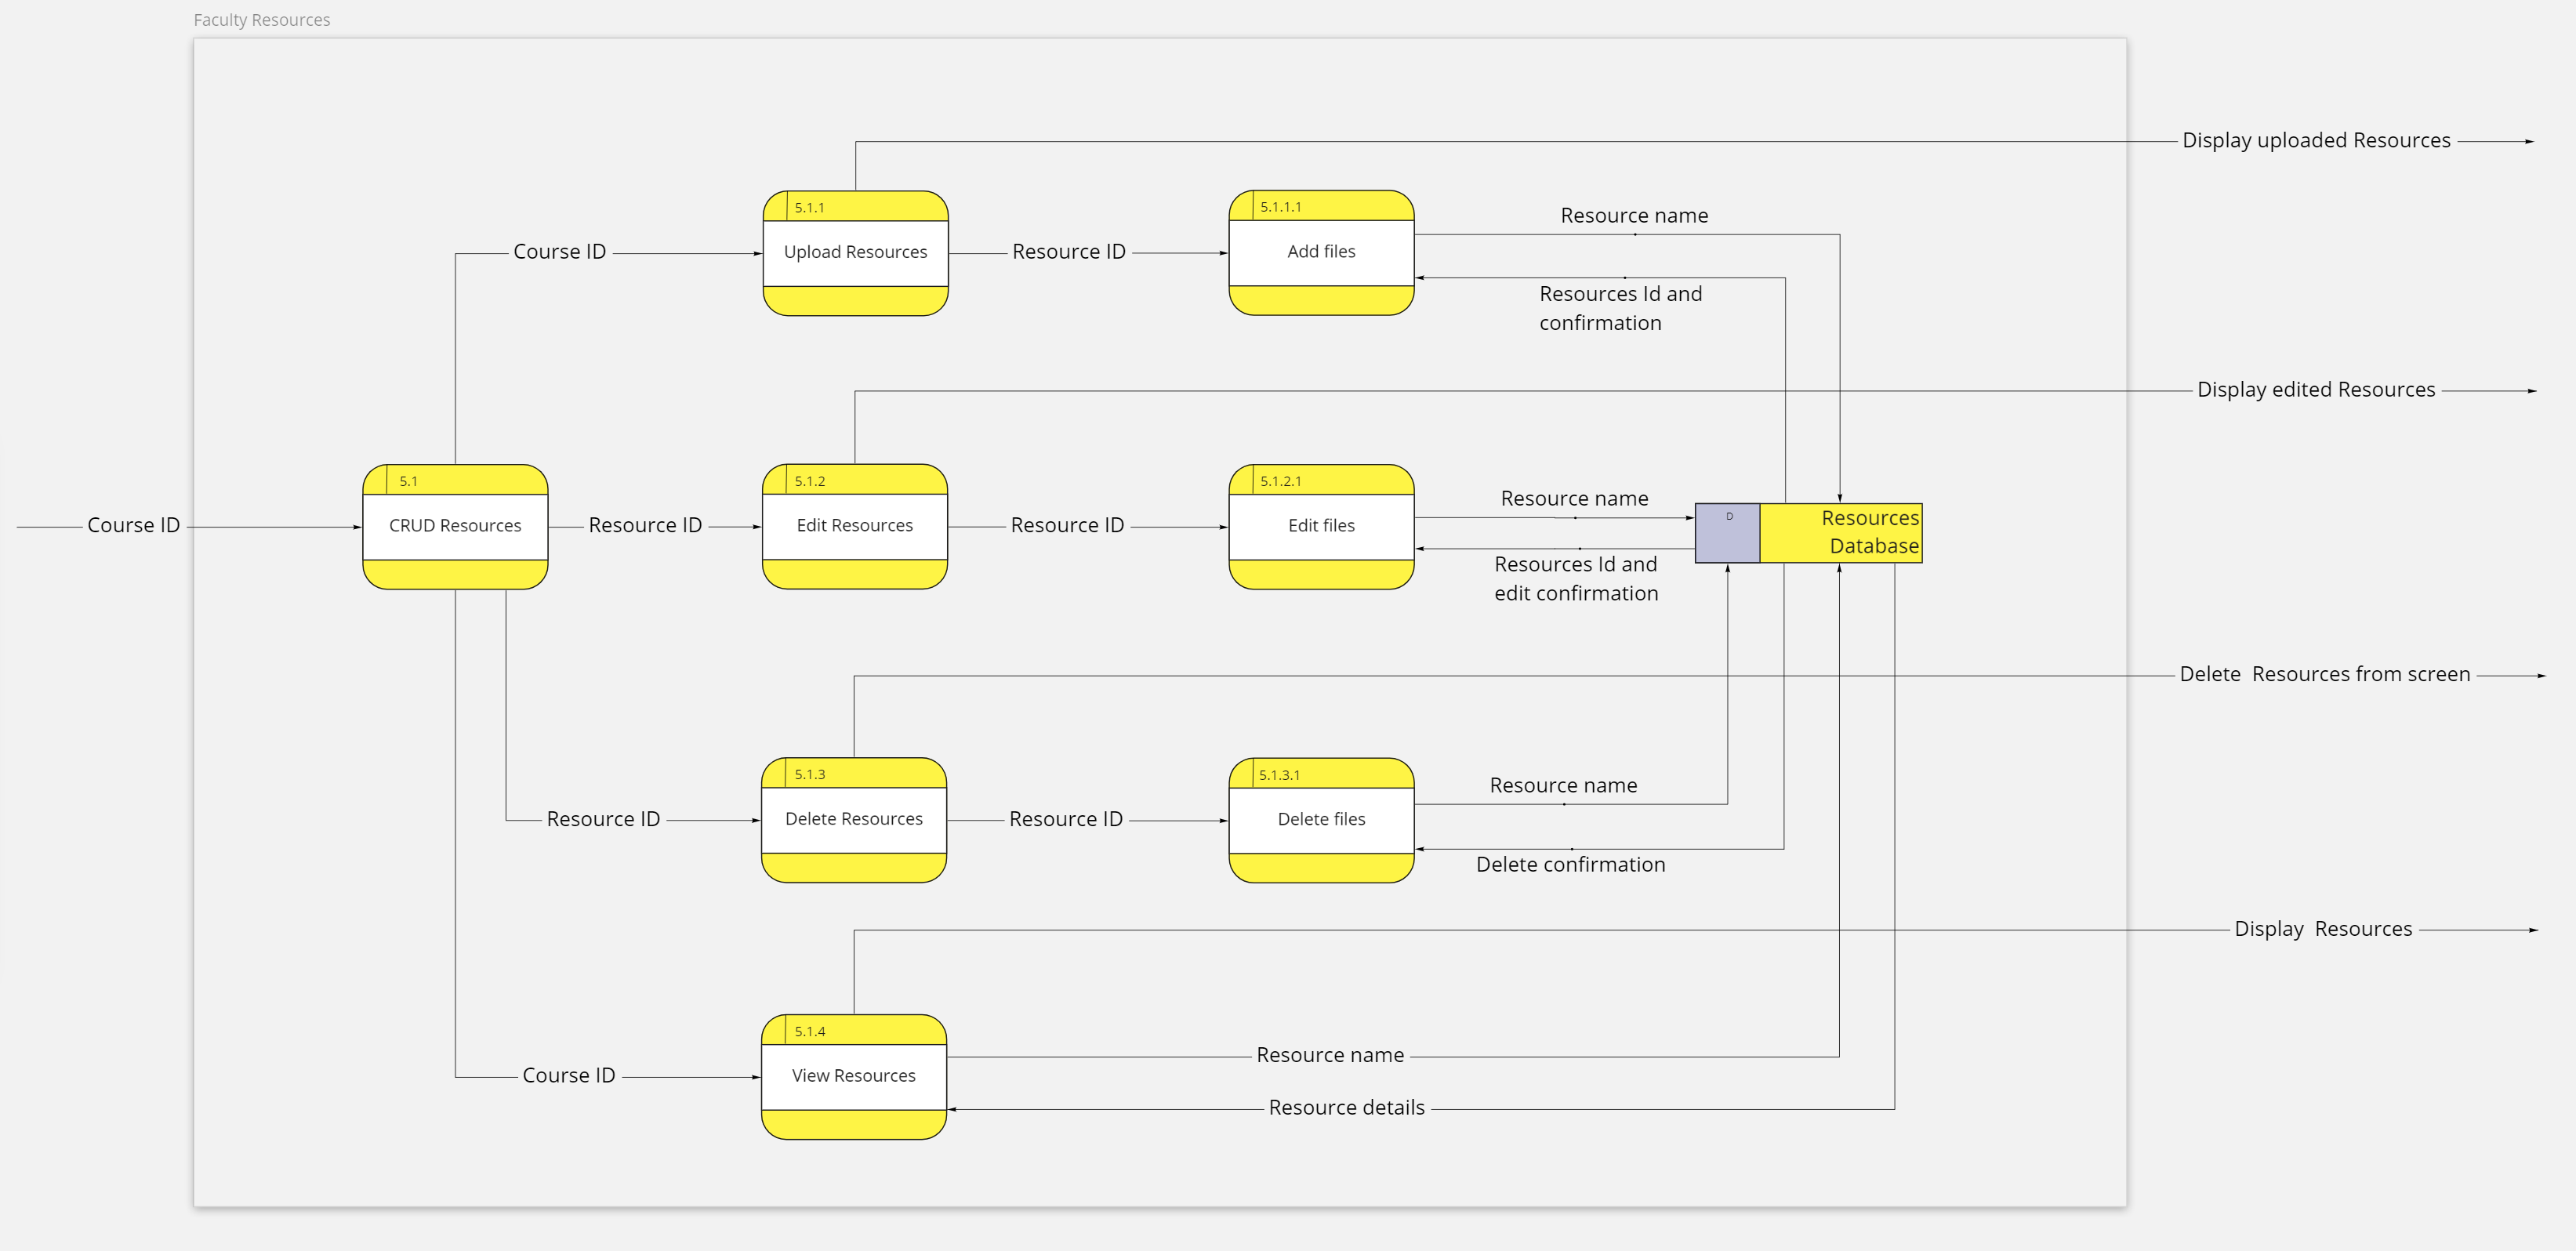 Faculty Resources
Display uploaded Resources
5.1.1
Upload Resources
5.1.1.1
Add files
Course ID
Resource ID
Resource name
Resources Id and
confirmation
Display edited Resources
Course ID
5.1
CRUD Resources
Resource ID
5.1.2
Edit Resources
Resource ID
5.1.2.1
Edit files
Resource name
Resources Id and
edit confirmation
D
Resources
Database
Delete  Resources from screen
Resource ID
5.1.3
Delete Resources
Resource ID
5.1.3.1
Delete files
Resource name
Delete confirmation
Display  Resources
Course ID
5.1.4
View Resources
Resource name
Resource details